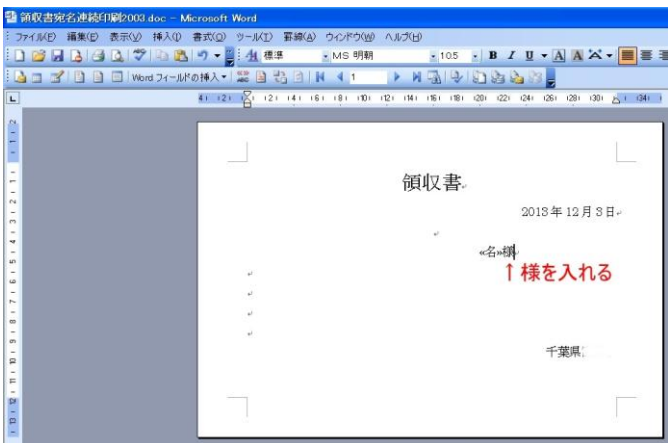 領収書宛名連続印刷2003.doc - Microsoft Word
ファイル(F) 編集(E) 表示(V) 挿入(I) 書式(O) ツール(T) 罫線(A) ウィンドウ(W) ヘルプ(H)
標準 MS 明朝 10.5 B I U A A
Word フィールドの挿入 1
領収書
2013年12月3日
«名»様
↑様を入れる
千葉県